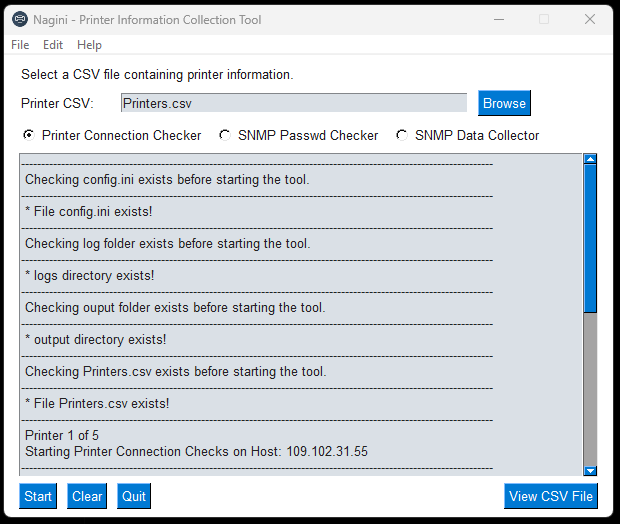 Nagini - Printer Information Collection Tool
File Edit Help
Select a CSV file containing printer information.
Printer CSV: Printers.csv Browse
Printer Connection Checker SNMP Passwd Checker SNMP Data Collector
Checking config.ini exists before starting the tool.
* File config.ini exists!
Checking log folder exists before starting the tool.
* logs directory exists!
Checking ouput folder exists before starting the tool.
* output directory exists!
Checking Printers.csv exists before starting the tool.
* File Printers.csv exists!
Printer 1 of 5
Starting Printer Connection Checks on Host: 109.102.31.55
Start Clear Quit View CSV File